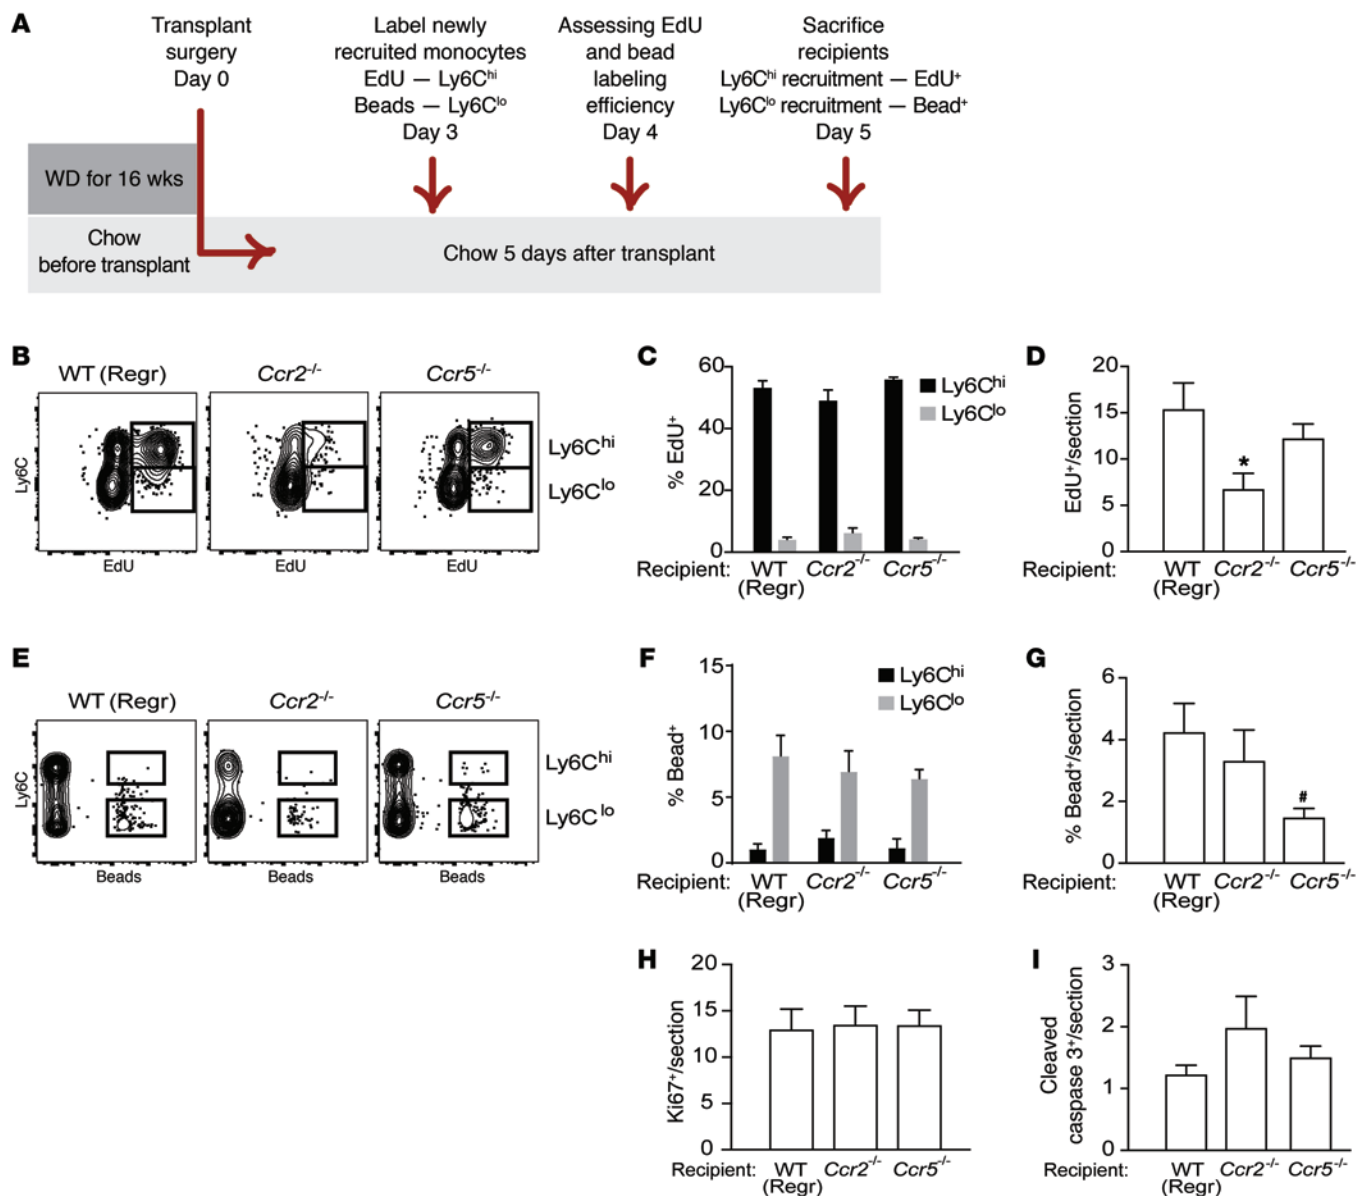 A
Transplant
surgery
Day 0
Label newly
recruited monocytes
EdU — Ly6Cʰⁱ
Beads — Ly6Cˡᵒ
Day 3
Assessing EdU
and bead
labeling
efficiency
Day 4
Sacrifice
recipients
Ly6Cʰⁱ recruitment — EdU⁺
Ly6Cˡᵒ recruitment — Bead⁺
Day 5
WD for 16 wks
Chow
before transplant
Chow 5 days after transplant
B
WT (Regr)
Ccr2⁻/⁻
Ccr5⁻/⁻
Ly6C
Ly6Cʰⁱ
Ly6Cˡᵒ
EdU
EdU
EdU
C
60
40
20
0
% EdU⁺
Ly6Cʰⁱ
Ly6Cˡᵒ
Recipient: WT Ccr2⁻/⁻ Ccr5⁻/⁻
(Regr)
D
20
15
10
5
0
EdU⁺/section
*
Recipient: WT Ccr2⁻/⁻ Ccr5⁻/⁻
(Regr)
E
WT (Regr)
Ccr2⁻/⁻
Ccr5⁻/⁻
Ly6C
Ly6Cʰⁱ
Ly6Cˡᵒ
Beads
Beads
Beads
F
15
10
5
0
% Bead⁺
Ly6Cʰⁱ
Ly6Cˡᵒ
Recipient: WT Ccr2⁻/⁻ Ccr5⁻/⁻
(Regr)
G
6
4
2
0
% Bead⁺/section
#
Recipient: WT Ccr2⁻/⁻ Ccr5⁻/⁻
(Regr)
H
20
15
10
5
0
Ki67⁺/section
Recipient: WT Ccr2⁻/⁻ Ccr5⁻/⁻
(Regr)
I
3
2
1
0
Cleaved
caspase 3⁺/section
Recipient: WT Ccr2⁻/⁻ Ccr5⁻/⁻
(Regr)